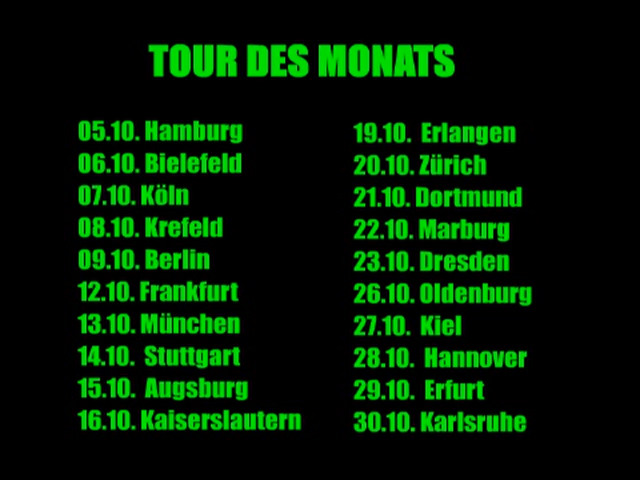 TOUR DES MONATS
05.10. Hamburg
06.10. Bielefeld
07.10. Köln
08.10. Krefeld
09.10. Berlin
12.10. Frankfurt
13.10. München
14.10. Stuttgart
15.10. Augsburg
16.10. Kaiserslautern
19.10. Erlangen
20.10. Zürich
21.10. Dortmund
22.10. Marburg
23.10. Dresden
26.10. Oldenburg
27.10. Kiel
28.10. Hannover
29.10. Erfurt
30.10. Karlsruhe